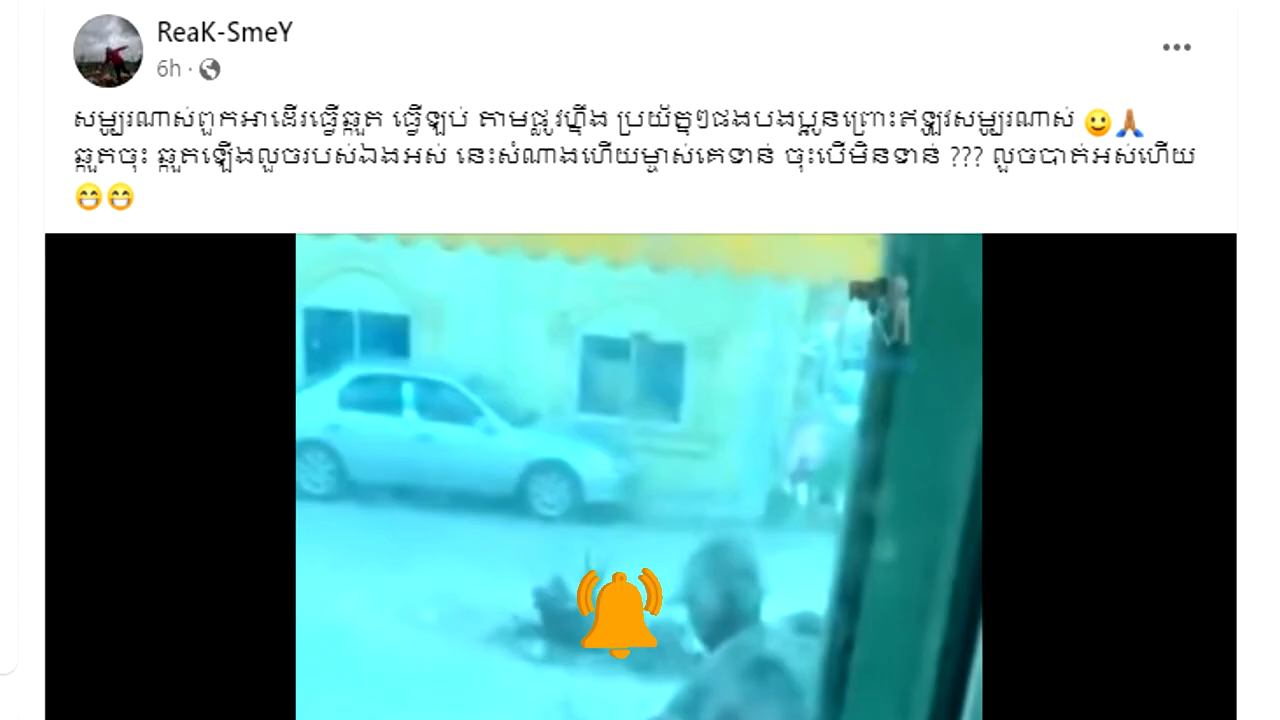 ReaK-SmeY
6h ·
សម្បូរណាស់ពួកអាដើរធ្វើឆ្កួត ធ្វើឡប់ តាមផ្លូវហ្នឹង ប្រយ័ត្នៗផងបងប្អូនព្រោះឥឡូវសម្បូរណាស់ 🙂🙏
ឆ្កួតចុះ ឆ្កួតឡើងលួចរបស់ឯងអស់ នេះសំណាងហើយម្ចាស់គេទាន់ ចុះបើមិនទាន់ ??? លួចបាត់អស់ហើយ
😁😁